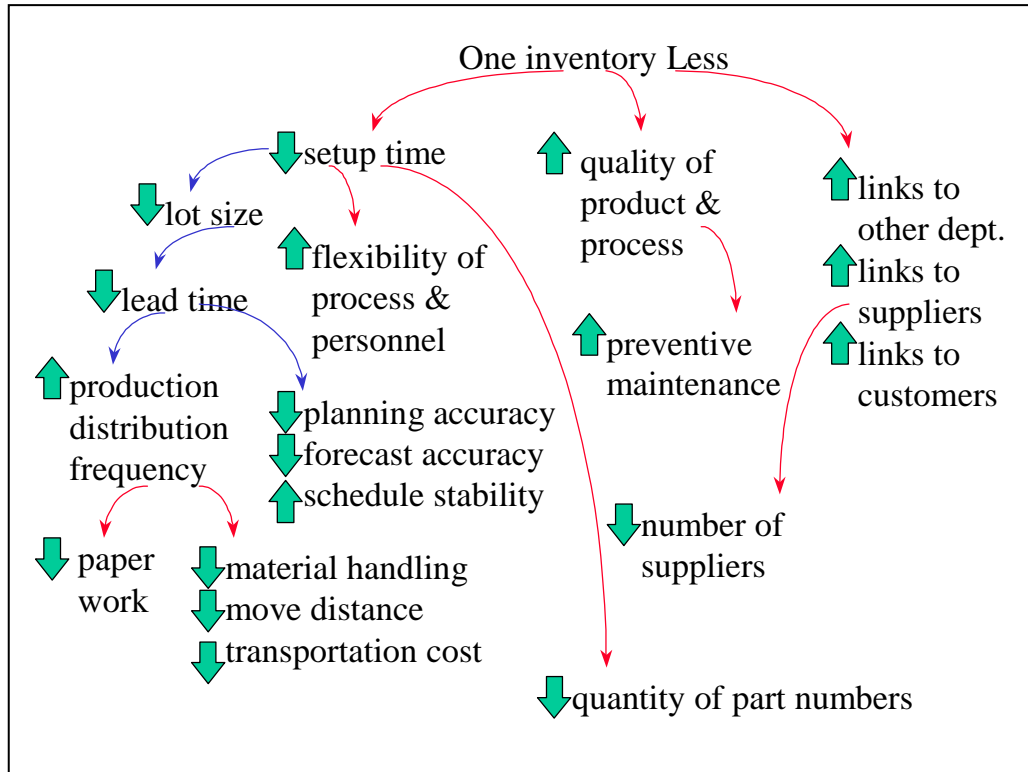 One inventory Less
setup time
lot size
lead time
production
distribution
frequency
paper
work
material handling
move distance
transportation cost
planning accuracy
forecast accuracy
schedule stability
flexibility of
process &
personnel
quantity of part numbers
quality of
product &
process
preventive
maintenance
links to
other dept.
links to
suppliers
links to
customers
number of
suppliers